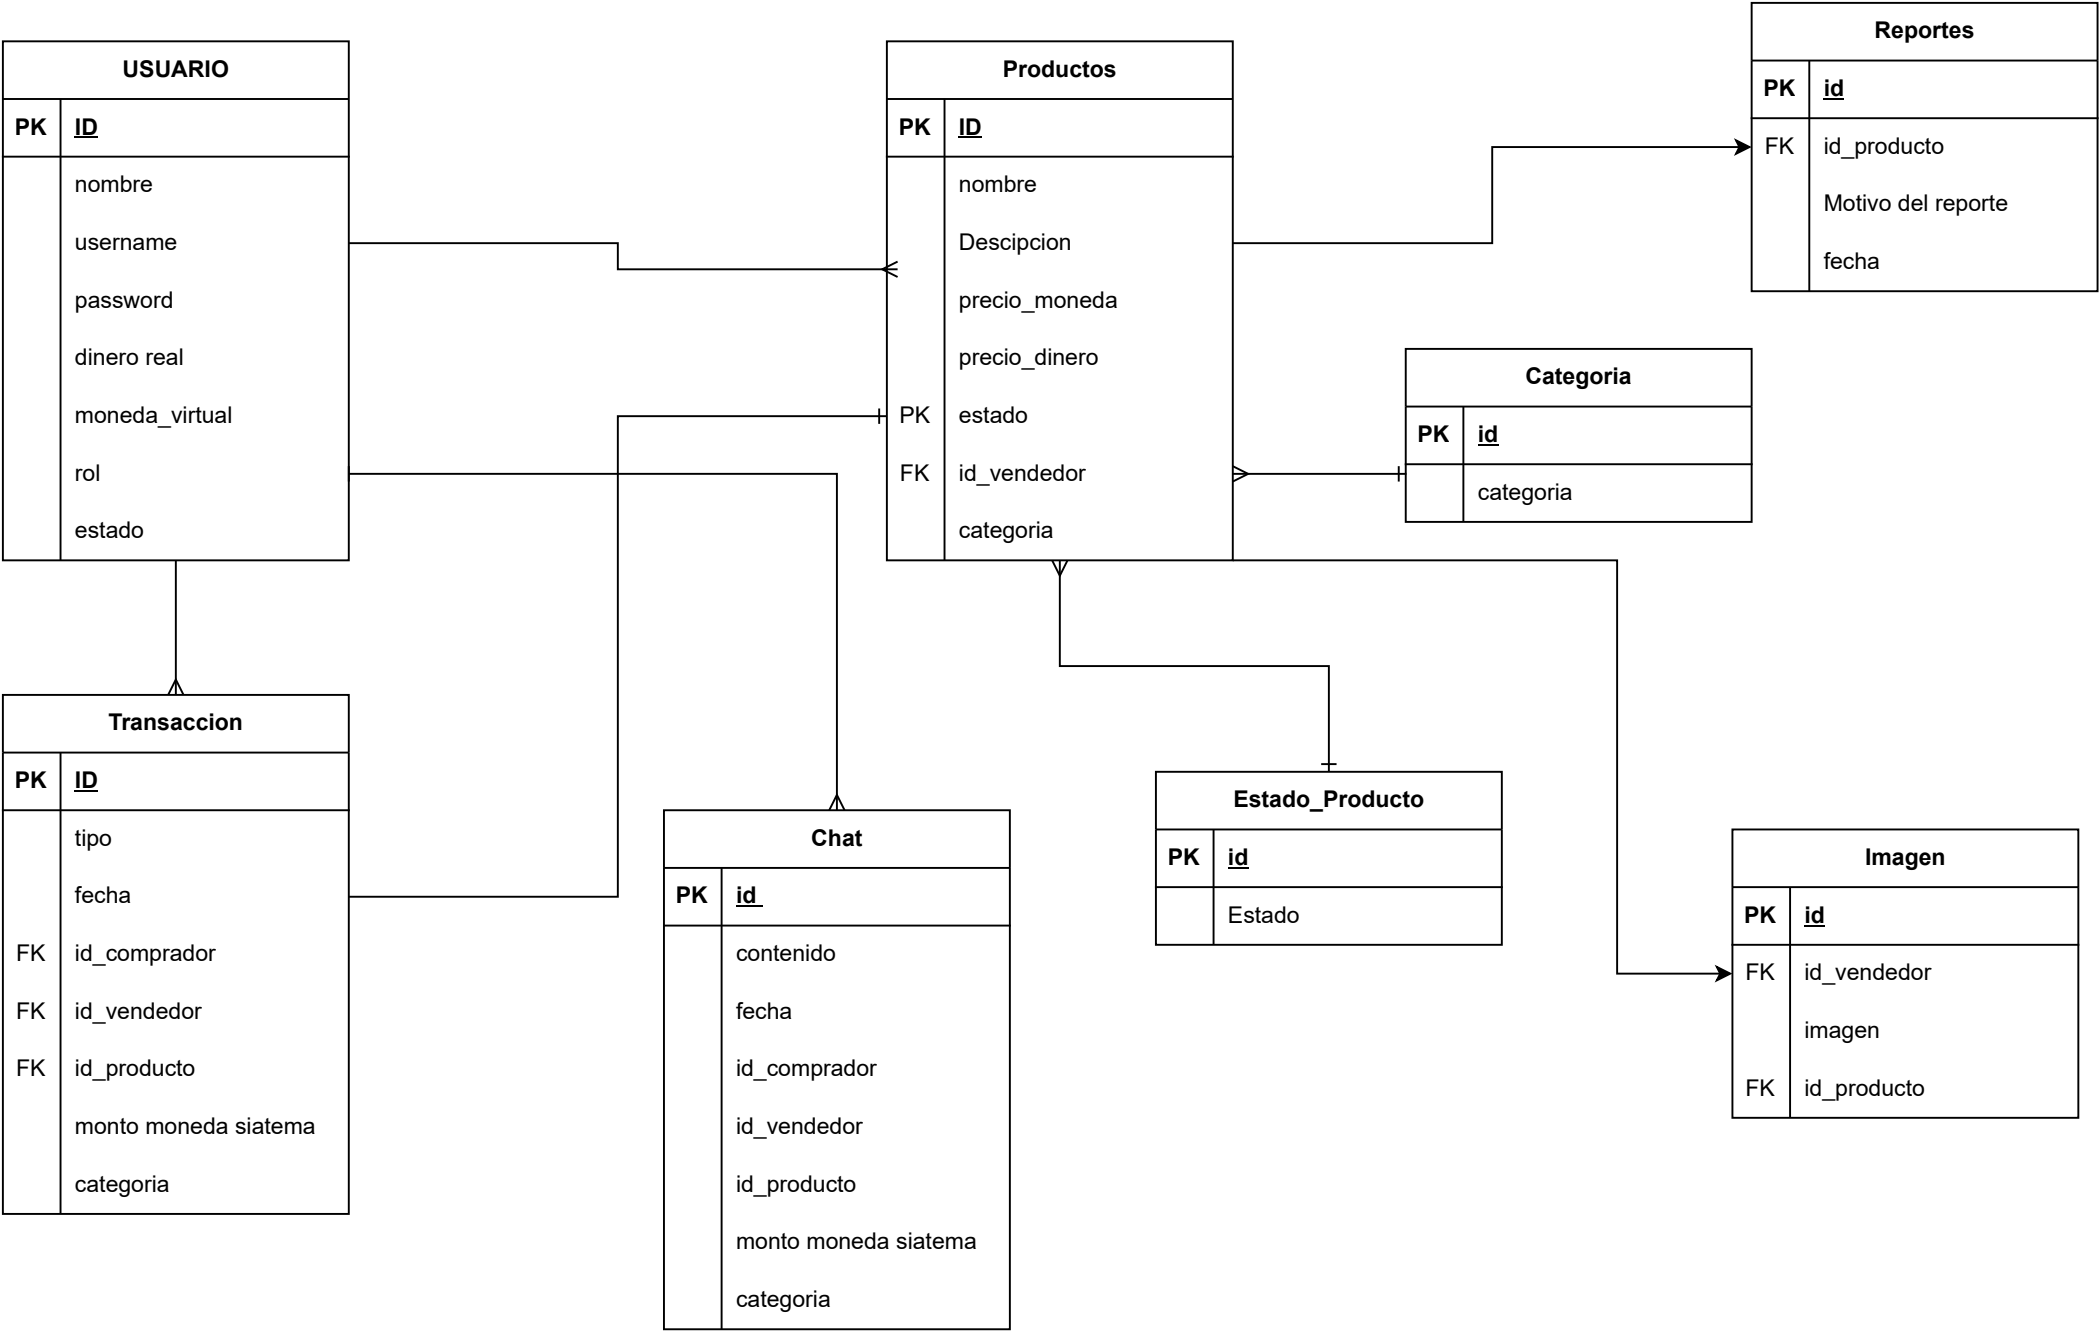 USUARIO
PK ID
nombre
username
password
dinero real
moneda_virtual
rol
estado
Productos
PK ID
nombre
Descipcion
precio_moneda
precio_dinero
PK estado
FK id_vendedor
categoria
Reportes
PK id
FK id_producto
Motivo del reporte
fecha
Categoria
PK id
categoria
Transaccion
PK ID
tipo
fecha
FK id_comprador
FK id_vendedor
FK id_producto
monto moneda siatema
categoria
Chat
PK id
contenido
fecha
id_comprador
id_vendedor
id_producto
monto moneda siatema
categoria
Estado_Producto
PK id
Estado
Imagen
PK id
FK id_vendedor
imagen
FK id_producto